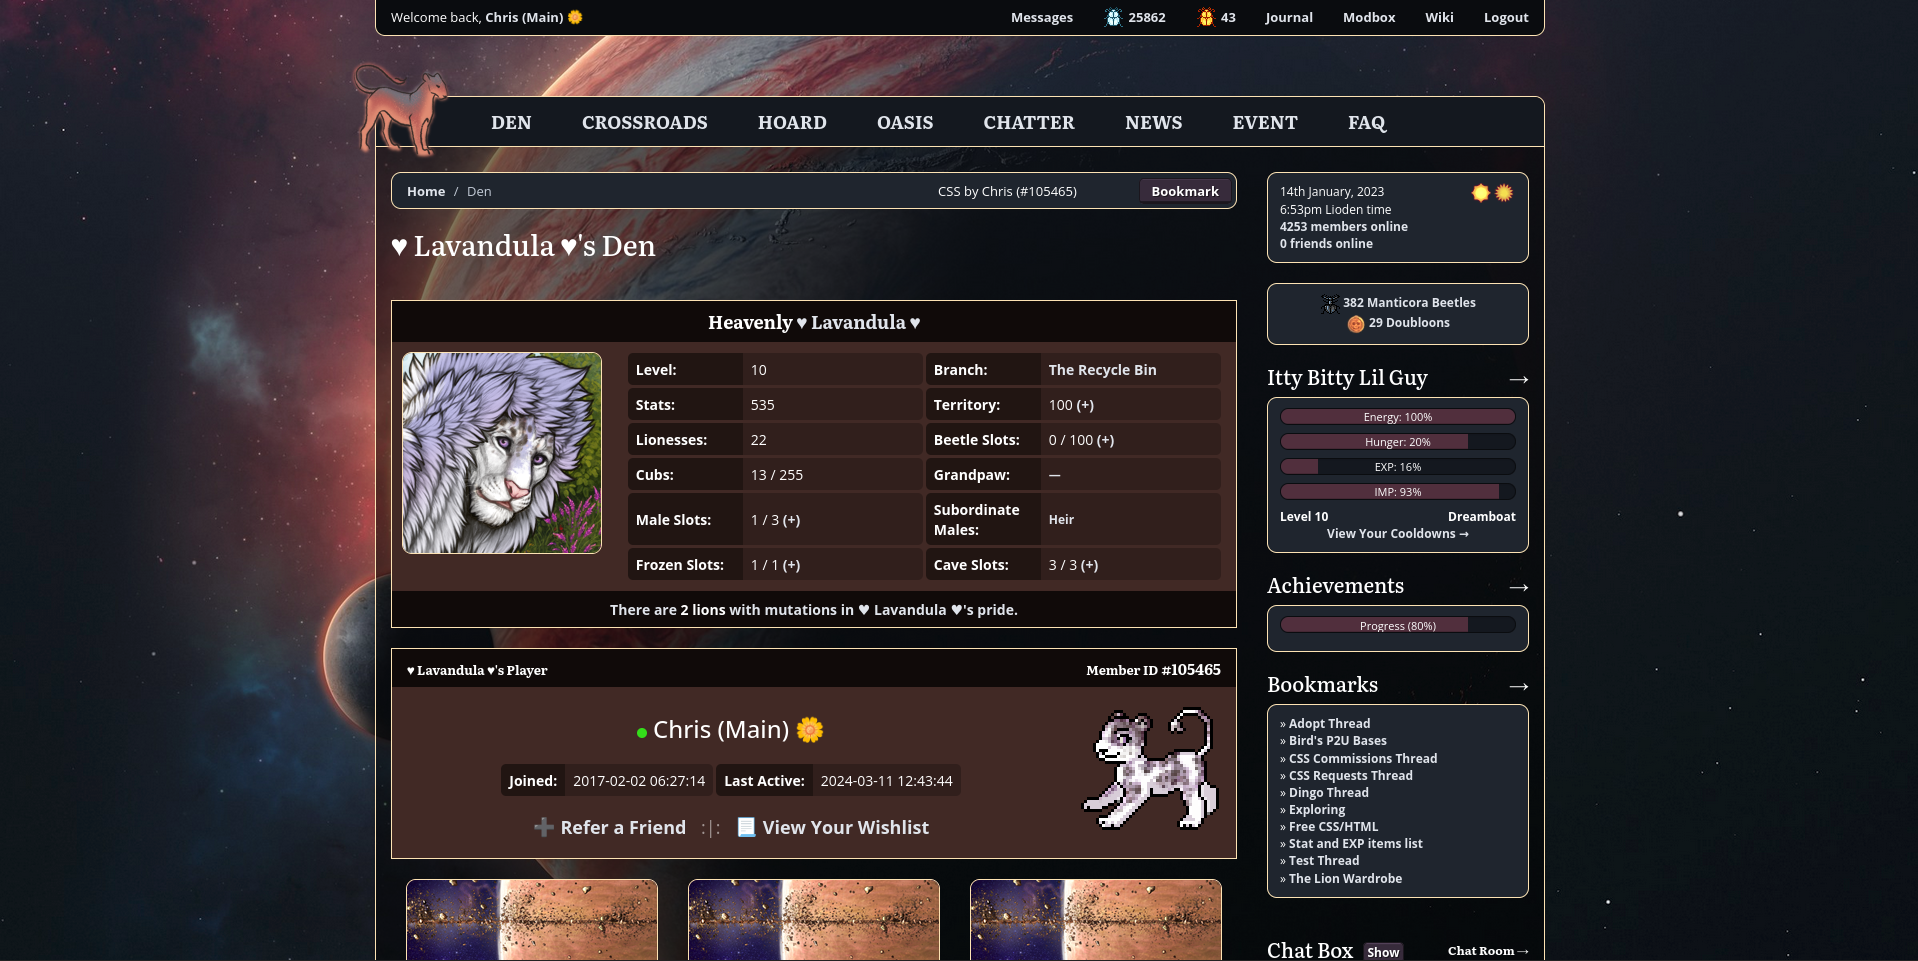 Welcome back, Chris (Main) 🌼
Messages
25862
43
Journal
Modbox
Wiki
Logout
DEN
CROSSROADS
HOARD
OASIS
CHATTER
NEWS
EVENT
FAQ
Home / Den
CSS by Chris (#105465)
Bookmark
♥ Lavandula ♥'s Den
Heavenly ♥ Lavandula ♥
Level: 10
Branch: The Recycle Bin
Stats: 535
Territory: 100 (+)
Lionesses: 22
Beetle Slots: 0 / 100 (+)
Cubs: 13 / 255
Grandpaw: —
Male Slots: 1 / 3 (+)
Subordinate
Males: Heir
Frozen Slots: 1 / 1 (+)
Cave Slots: 3 / 3 (+)
There are 2 lions with mutations in ♥ Lavandula ♥'s pride.
♥ Lavandula ♥'s Player
Member ID #105465
Chris (Main) 🌼
Joined: 2017-02-02 06:27:14
Last Active: 2024-03-11 12:43:44
➕ Refer a Friend :|: 📃 View Your Wishlist
14th January, 2023
6:53pm Lioden time
4253 members online
0 friends online
382 Manticora Beetles
29 Doubloons
Itty Bitty Lil Guy →
Energy: 100%
Hunger: 20%
EXP: 16%
IMP: 93%
Level 10
Dreamboat
View Your Cooldowns →
Achievements →
Progress (80%)
Bookmarks →
» Adopt Thread
» Bird's P2U Bases
» CSS Commissions Thread
» CSS Requests Thread
» Dingo Thread
» Exploring
» Free CSS/HTML
» Stat and EXP items list
» Test Thread
» The Lion Wardrobe
Chat Box
Show
Chat Room→